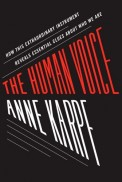 HOW THIS EXTRAORDINARY INSTRUMENT
REVEALS ESSENTIAL CLUES ABOUT WHO WE ARE
THE HUMAN VOICE
ANNE KARPF